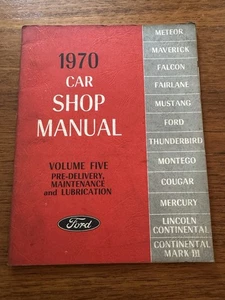 1970
CAR
SHOP
MANUAL
VOLUME FIVE
PRE-DELIVERY,
MAINTENANCE
and LUBRICATION
Ford
METEOR
MAVERICK
FALCON
FAIRLANE
MUSTANG
FORD
THUNDERBIRD
MONTEGO
COUGAR
MERCURY
LINCOLN
CONTINENTAL
CONTINENTAL
MARK III